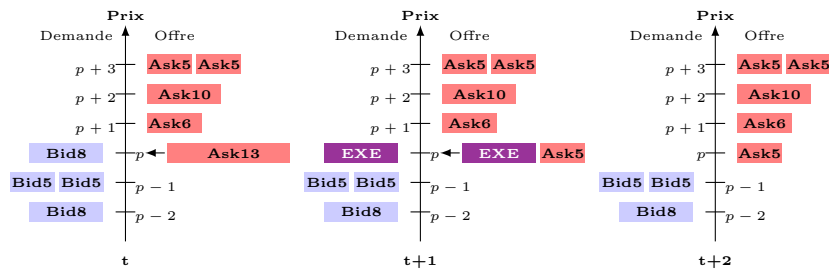 Prix Prix Prix
Demande Offre Demande Offre Demande Offre
p + 3 Ask5 Ask5 p + 3 Ask5 Ask5 p + 3 Ask5 Ask5
p + 2 Ask10 p + 2 Ask10 p + 2 Ask10
p + 1 Ask6 p + 1 Ask6 p + 1 Ask6
Bid8 p Ask13 EXE p EXE Ask5 p Ask5
Bid5 Bid5 p − 1 Bid5 Bid5 p − 1 Bid5 Bid5 p − 1
Bid8 p − 2 Bid8 p − 2 Bid8 p − 2
t t+1 t+2